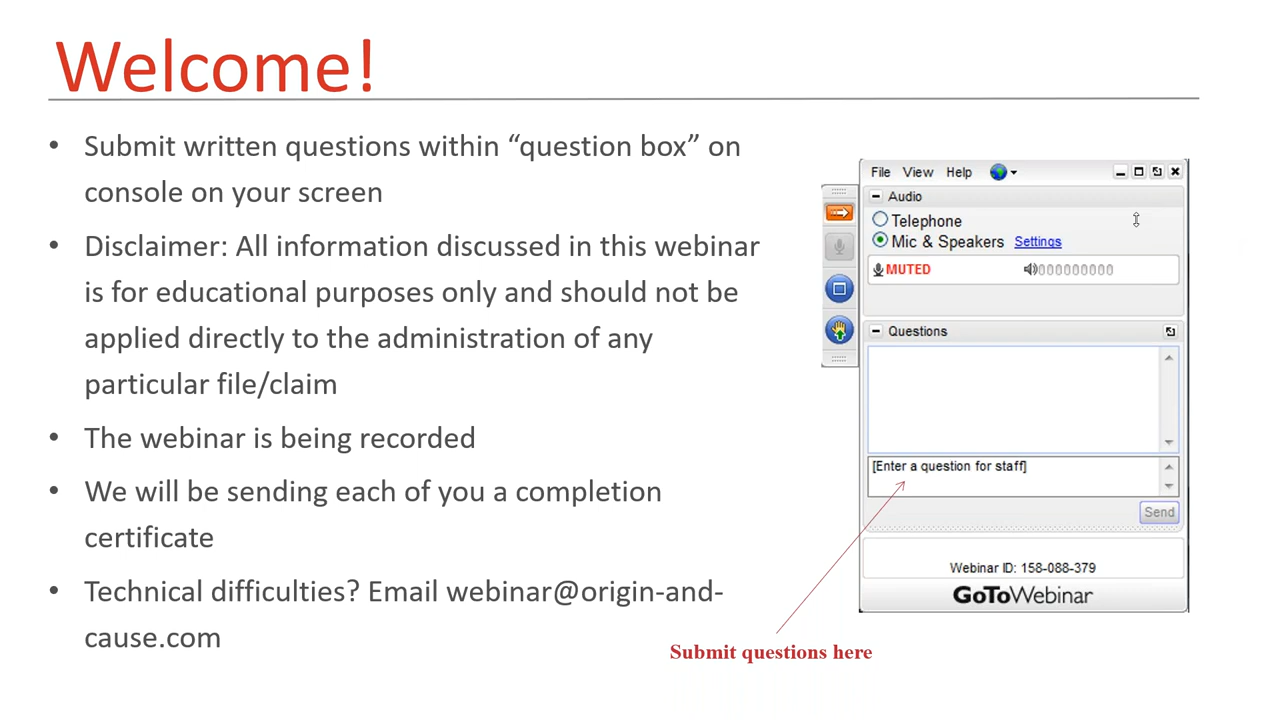 Welcome!
• Submit written questions within “question box” on
console on your screen
• Disclaimer: All information discussed in this webinar
is for educational purposes only and should not be
applied directly to the administration of any
particular file/claim
• The webinar is being recorded
• We will be sending each of you a completion
certificate
• Technical difficulties? Email webinar@origin-and-
cause.com
File View Help
Audio
Telephone
Mic & Speakers Settings
MUTED 000000000
Questions
[Enter a question for staff]
Send
Webinar ID: 158-088-379
GoToWebinar
Submit questions here